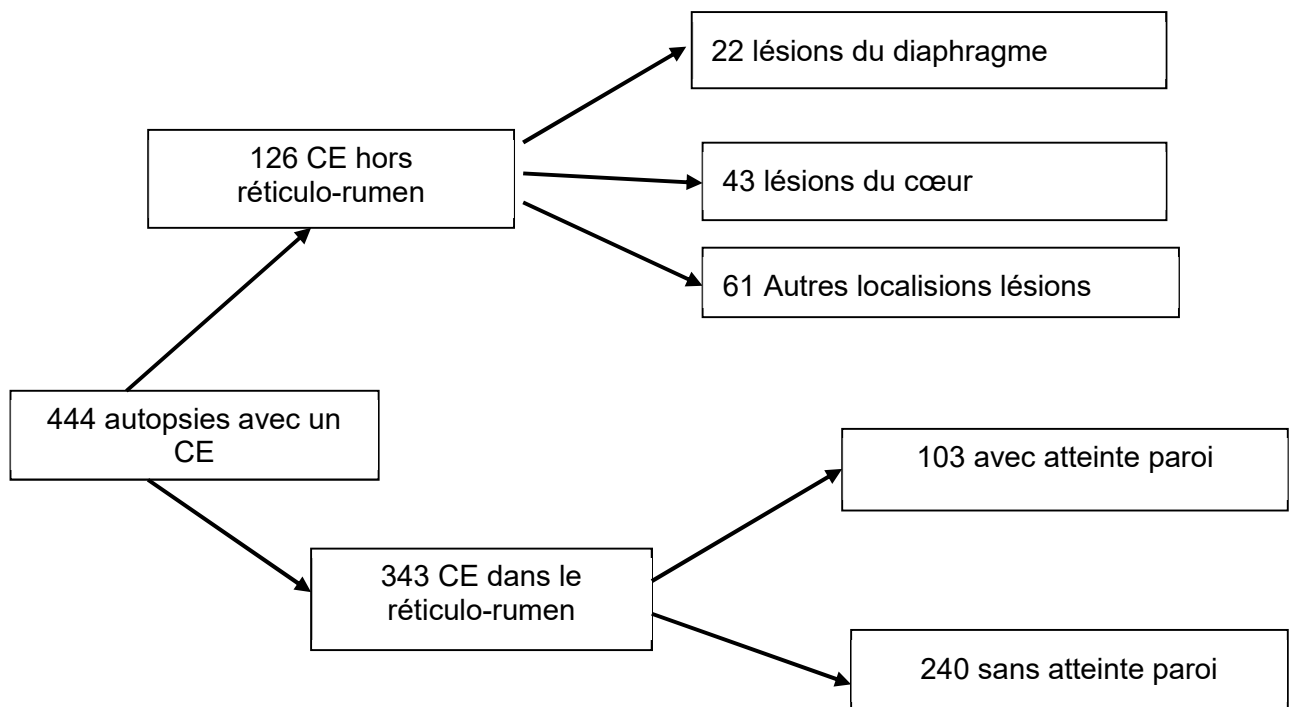 22 lésions du diaphragme
126 CE hors
réticulo-rumen
43 lésions du cœur
61 Autres localisions lésions
444 autopsies avec un
CE
103 avec atteinte paroi
343 CE dans le
réticulo-rumen
240 sans atteinte paroi